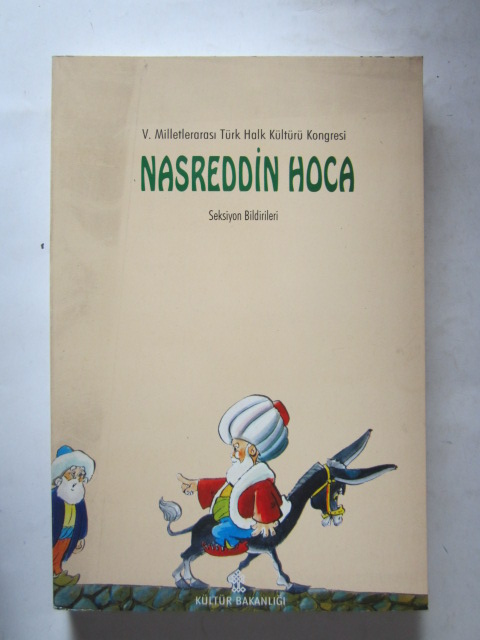 V. Milletlerarası Türk Halk Kültürü Kongresi
NASREDDİN HOCA
Seksiyon Bildirileri
KÜLTÜR BAKANLIĞI